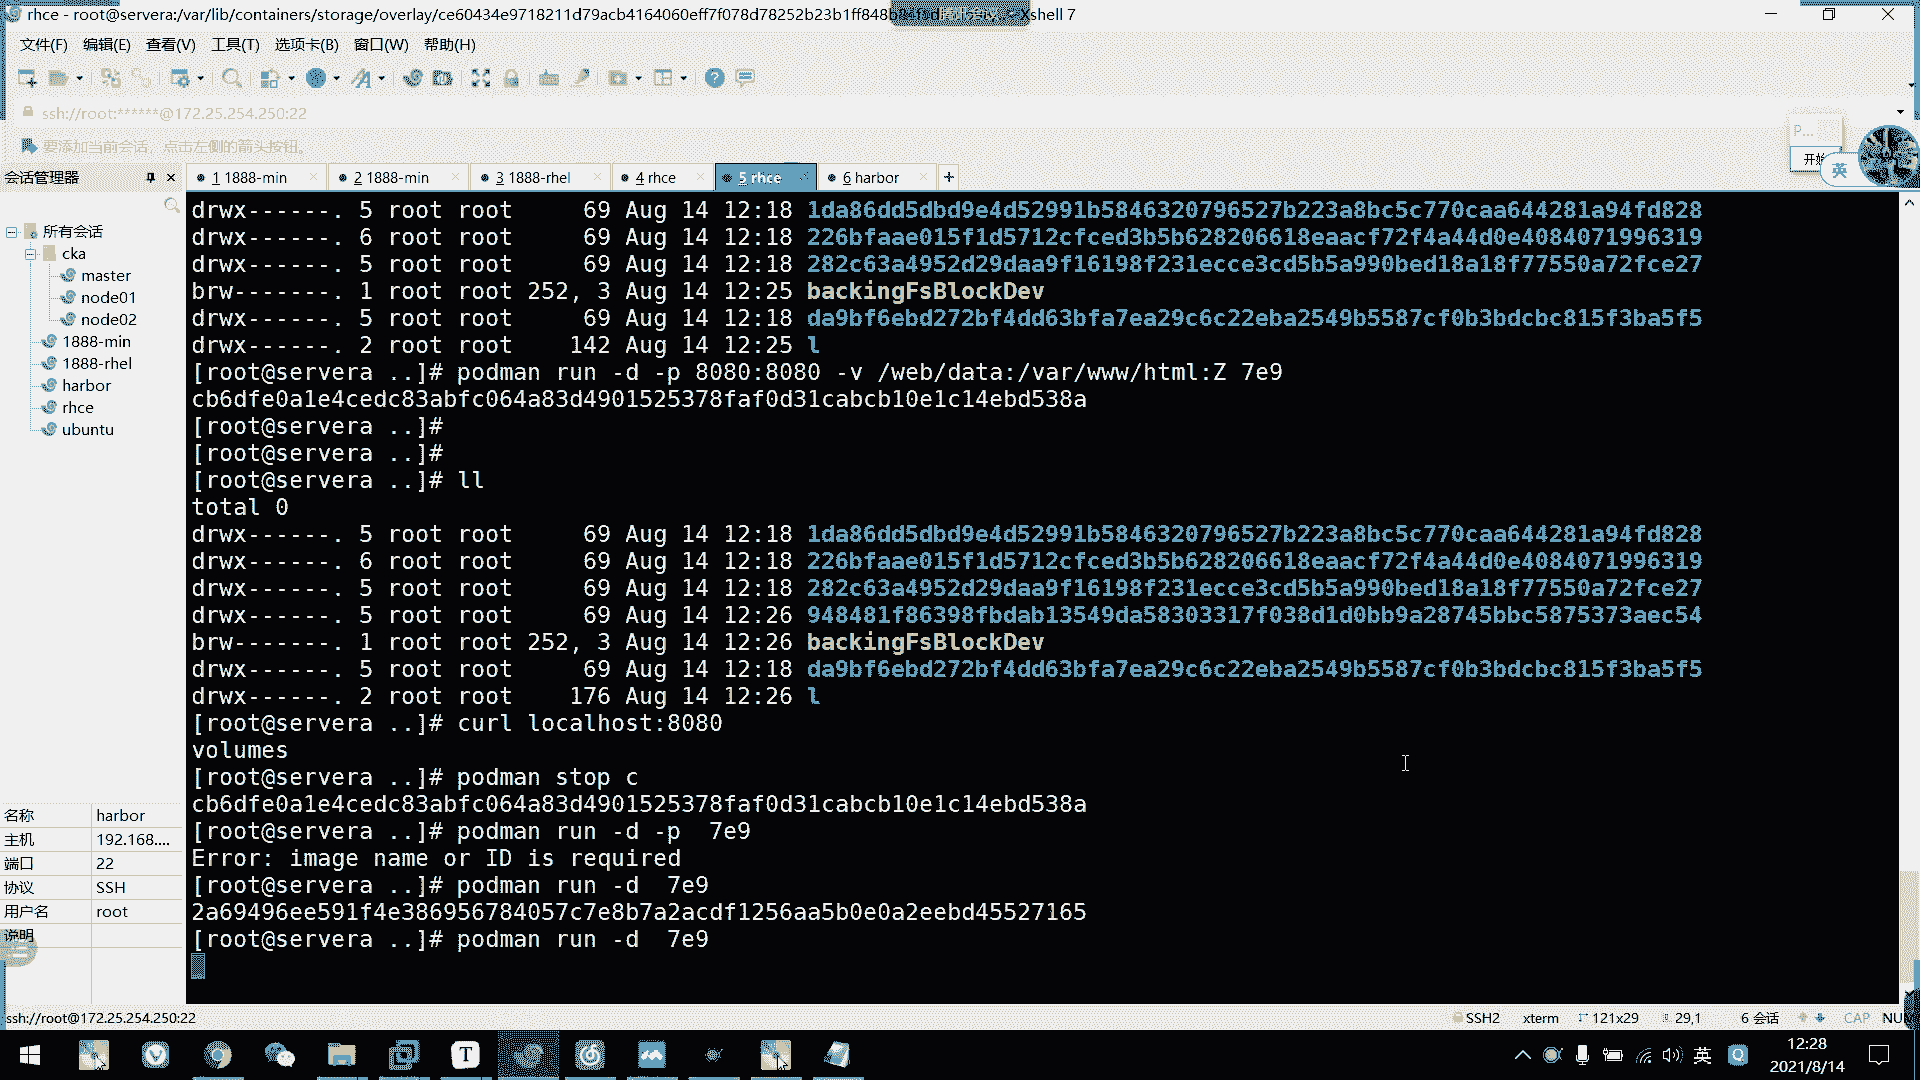 rhce - root@servera:/var/lib/containers/storage/overlay/ce60434e9718211d79acb4164060eff7f078d78252b23b1ff848b Xshell 7
文件(F) 编辑(E) 查看(V) 工具(T) 选项卡(B) 窗口(W) 帮助(H)
ssh://root:******@172.25.254.250:22
要添加当前会话，点击左侧的箭头按钮。
P...
开始
英
会话管理器
1 1888-min
2 1888-min
3 1888-rhel
4 rhce
5 rhce
6 harbor
所有会话
cka
master
node01
node02
1888-min
1888-rhel
harbor
rhce
ubuntu
名称 harbor
主机 192.168....
端口 22
协议 SSH
用户名 root
说明
drwx------. 5 root root     69 Aug 14 12:18 1da86dd5dbd9e4d52991b5846320796527b223a8bc5c770caa644281a94fd828
drwx------. 6 root root     69 Aug 14 12:18 226bfaae015f1d5712cfced3b5b628206618eaacf72f4a44d0e4084071996319
drwx------. 5 root root     69 Aug 14 12:18 282c63a4952d29daa9f16198f231ecce3cd5b5a990bed18a18f77550a72fce27
brw-------. 1 root root 252, 3 Aug 14 12:25 backingFsBlockDev
drwx------. 5 root root     69 Aug 14 12:18 da9bf6ebd272bf4dd63bfa7ea29c6c22eba2549b5587cf0b3bdcbc815f3ba5f5
drwx------. 2 root root    142 Aug 14 12:25 l
[root@servera ..]# podman run -d -p 8080:8080 -v /web/data:/var/www/html:Z 7e9
cb6dfe0a1e4cedc83abfc064a83d4901525378faf0d31cabcb10e1c14ebd538a
[root@servera ..]#
[root@servera ..]#
[root@servera ..]# ll
total 0
drwx------. 5 root root     69 Aug 14 12:18 1da86dd5dbd9e4d52991b5846320796527b223a8bc5c770caa644281a94fd828
drwx------. 6 root root     69 Aug 14 12:18 226bfaae015f1d5712cfced3b5b628206618eaacf72f4a44d0e4084071996319
drwx------. 5 root root     69 Aug 14 12:18 282c63a4952d29daa9f16198f231ecce3cd5b5a990bed18a18f77550a72fce27
drwx------. 5 root root     69 Aug 14 12:26 948481f86398fbdab13549da58303317f038d1d0bb9a28745bbc5875373aec54
brw-------. 1 root root 252, 3 Aug 14 12:26 backingFsBlockDev
drwx------. 5 root root     69 Aug 14 12:18 da9bf6ebd272bf4dd63bfa7ea29c6c22eba2549b5587cf0b3bdcbc815f3ba5f5
drwx------. 2 root root    176 Aug 14 12:26 l
[root@servera ..]# curl localhost:8080
volumes
[root@servera ..]# podman stop c
cb6dfe0a1e4cedc83abfc064a83d4901525378faf0d31cabcb10e1c14ebd538a
[root@servera ..]# podman run -d -p  7e9
Error: image name or ID is required
[root@servera ..]# podman run -d  7e9
2a69496ee591f4e386956784057c7e8b7a2acdf1256aa5b0e0a2eebd45527165
[root@servera ..]# podman run -d  7e9
ssh://root@172.25.254.250:22
SSH2 xterm 121x29 29,1 6 会话 CAP NUM
英
12:28
2021/8/14